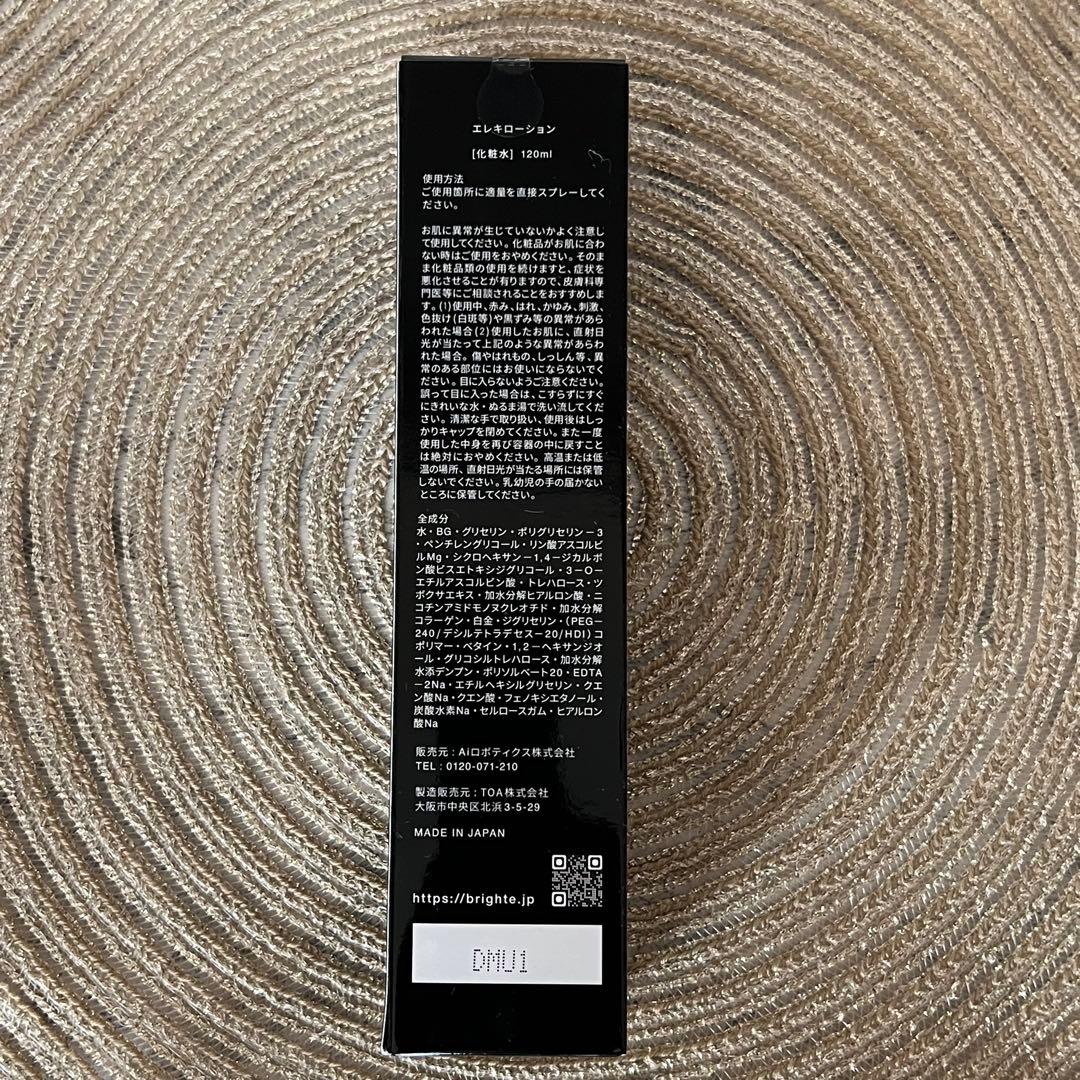 エレキローション
[化粧水] 120ml
使用方法
ご使用箇所に適量を直接スプレーしてく
ださい。
お肌に異常が生じていないかよく注意し
て使用してください。化粧品がお肌に合わ
ない時はご使用をおやめください。そのま
ま化粧品類の使用を続けますと、症状を
悪化させることが有りますので、皮膚科専
門医等にご相談されることをおすすめしま
す。(1)使用中、赤み、はれ、かゆみ、刺激、
色抜け(白斑等)や黒ずみ等の異常があら
われた場合(2)使用したお肌に、直射日
光が当たって上記のような異常があらわ
れた場合。傷やはれもの、しっしん等、異
常のある部位にはお使いにならないでく
ださい。目に入らないようご注意ください。
誤って目に入った場合は、こすらずにすぐ
にきれいな水・ぬるま湯で洗い流してくだ
さい。清潔な手で取り扱い、使用後はしっ
かりキャップを閉めてください。また一度
使用した中身を再び容器の中に戻すこと
は絶対におやめください。高温または低
温の場所、直射日光が当たる場所には保管
しないでください。乳幼児の手の届かない
ところに保管してください。
全成分
水・BG・グリセリン・ポリグリセリン－3
・ペンチレングリコール・リン酸アスコルビ
ルMg・シクロヘキサン－1,4－ジカルボ
ン酸ビスエトキシジグリコール・3－O－
エチルアスコルビン酸・トレハロース・ツ
ボクサエキス・加水分解ヒアルロン酸・ニ
コチンアミドモノヌクレオチド・加水分解
コラーゲン・白金・ジグリセリン・(PEG－
240/デシルテトラデセス－20/HDI)コ
ポリマー・ベタイン・1,2－ヘキサンジオ
ール・グリコシルトレハロース・加水分解
水添デンプン・ポリソルベート20・EDTA
－2Na・エチルヘキシルグリセリン・クエ
ン酸Na・クエン酸・フェノキシエタノール・
炭酸水素Na・セルロースガム・ヒアルロン
酸Na
販売元：Aiロボティクス株式会社
TEL：0120-071-210
製造販売元：TOA株式会社
大阪市中央区北浜3-5-29
MADE IN JAPAN
https://brighte.jp
DMU1